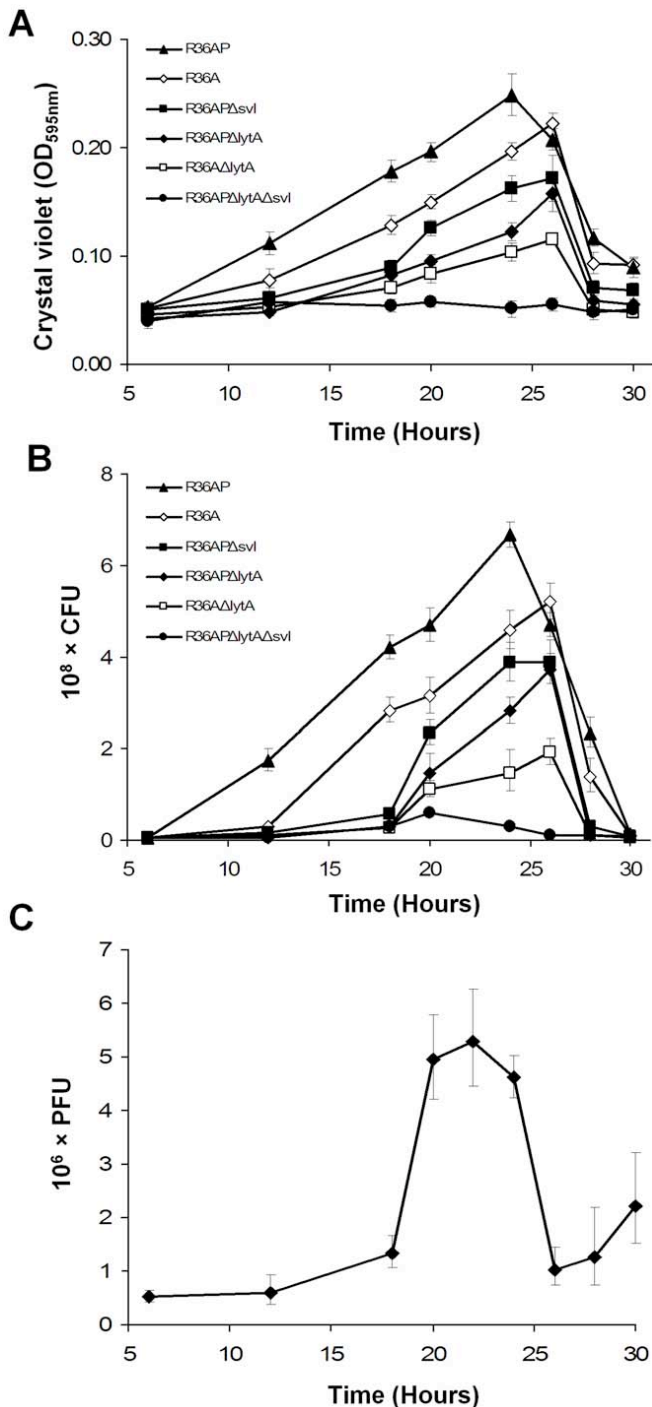 A
0.30
0.20
0.10
0.00
Crystal violet (OD595nm)
R36AP
R36A
R36APΔsvl
R36APΔlytA
R36AΔlytA
R36APΔlytAΔsvl
5 10 15 20 25 30
Time (Hours)
B
8
6
4
2
0
10⁸ × CFU
R36AP
R36A
R36APΔsvl
R36APΔlytA
R36AΔlytA
R36APΔlytAΔsvl
5 10 15 20 25 30
Time (Hours)
C
7
6
5
4
3
2
1
0
10⁶ × PFU
5 10 15 20 25 30
Time (Hours)